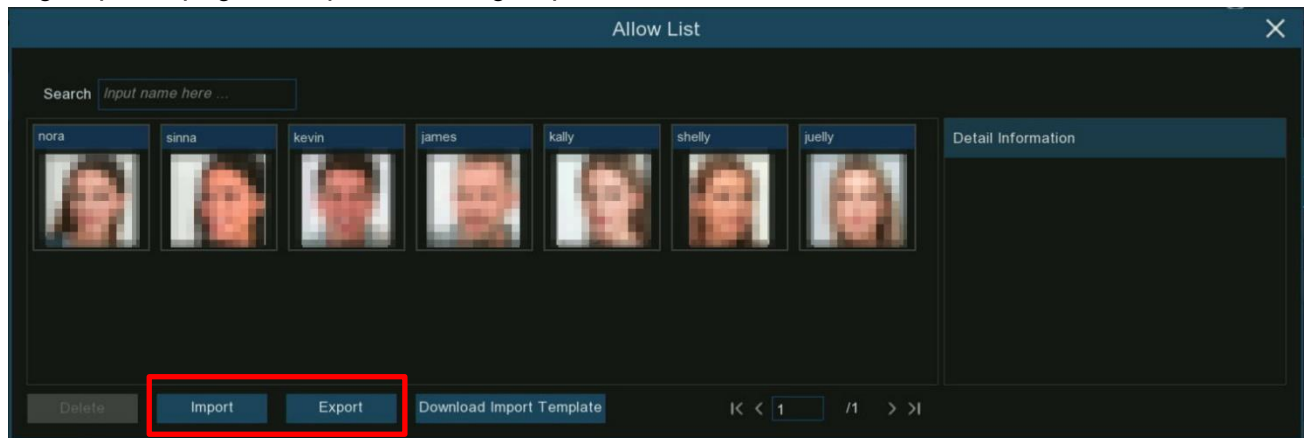 Allow List
Search Input name here ...
nora sinna kevin james kally shelly juelly
Detail Information
Delete Import Export Download Import Template 1 /1